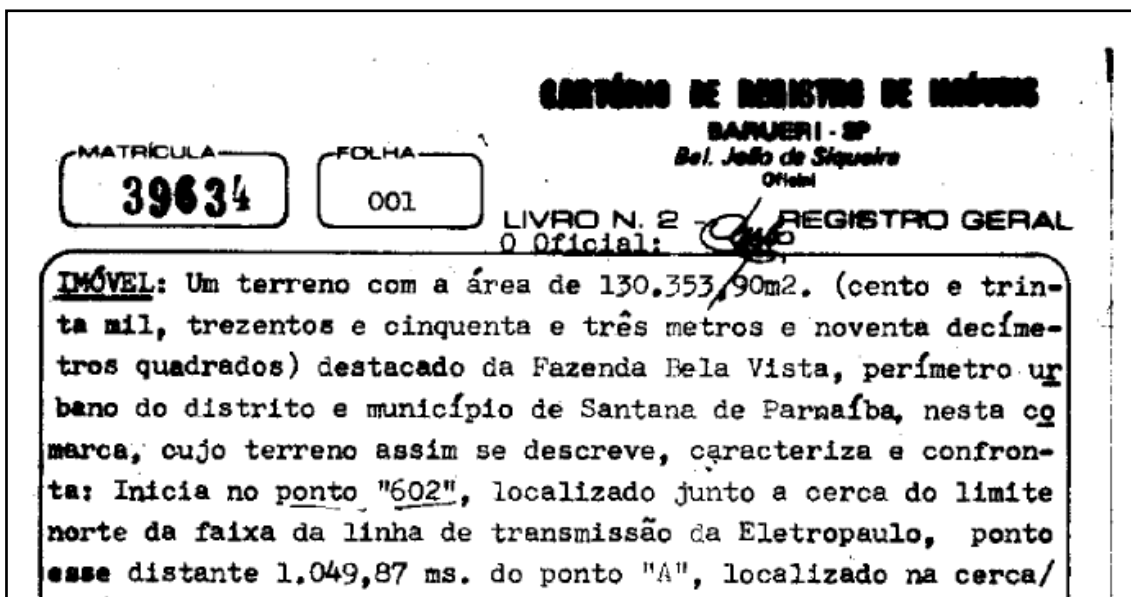 CARTÓRIO DE REGISTRO DE IMÓVEIS
BARUERI - SP
Bel. João de Siqueira
Oficial
MATRÍCULA
39634
FOLHA
001
LIVRO N. 2 - REGISTRO GERAL
O Oficial:
IMÓVEL: Um terreno com a área de 130.353,90m2. (cento e trin-
ta mil, trezentos e cinquenta e três metros e noventa decíme-
tros quadrados) destacado da Fazenda Bela Vista, perímetro ur
bano do distrito e município de Santana de Parnaíba, nesta co
marca, cujo terreno assim se descreve, caracteriza e confron-
ta: Inicia no ponto "602", localizado junto a cerca do limite
norte da faixa da linha de transmissão da Eletropaulo, ponto
esse distante 1.049,87 ms. do ponto "A", localizado na cerca/